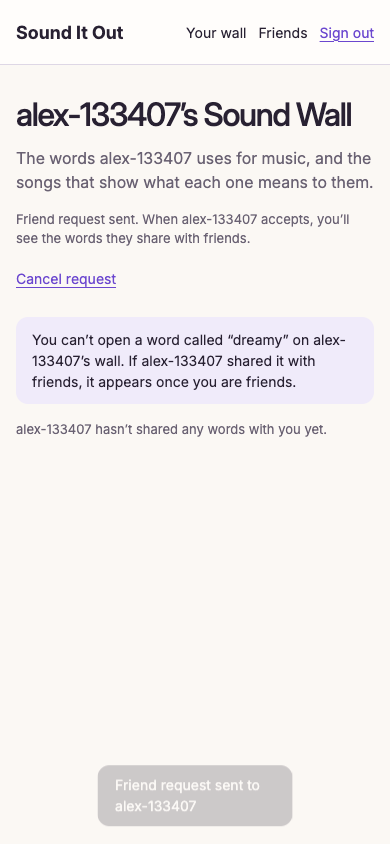 Sound It Out
Your wall Friends Sign out
alex-133407’s Sound Wall
The words alex-133407 uses for music, and the
songs that show what each one means to them.
Friend request sent. When alex-133407 accepts, you’ll
see the words they share with friends.
Cancel request
You can’t open a word called “dreamy” on alex-
133407’s wall. If alex-133407 shared it with
friends, it appears once you are friends.
alex-133407 hasn’t shared any words with you yet.
Friend request sent to
alex-133407